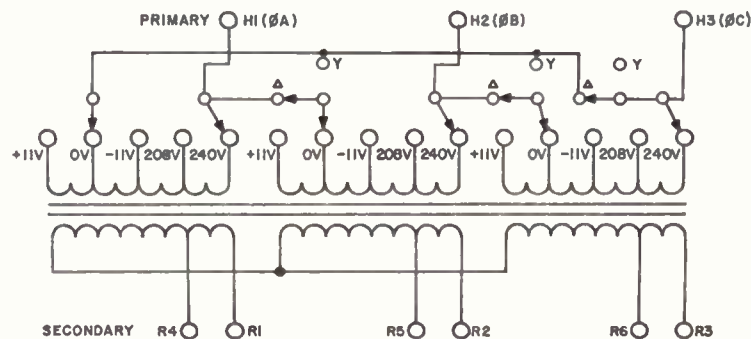 PRIMARY H1(ØA) H2(ØB) H3(ØC)
Y Y Y
Δ Δ Δ
+11V 0V -11V 208V 240V +11V 0V -11V 208V 240V +11V 0V -11V 208V 240V
SECONDARY R4 R1 R5 R2 R6 R3